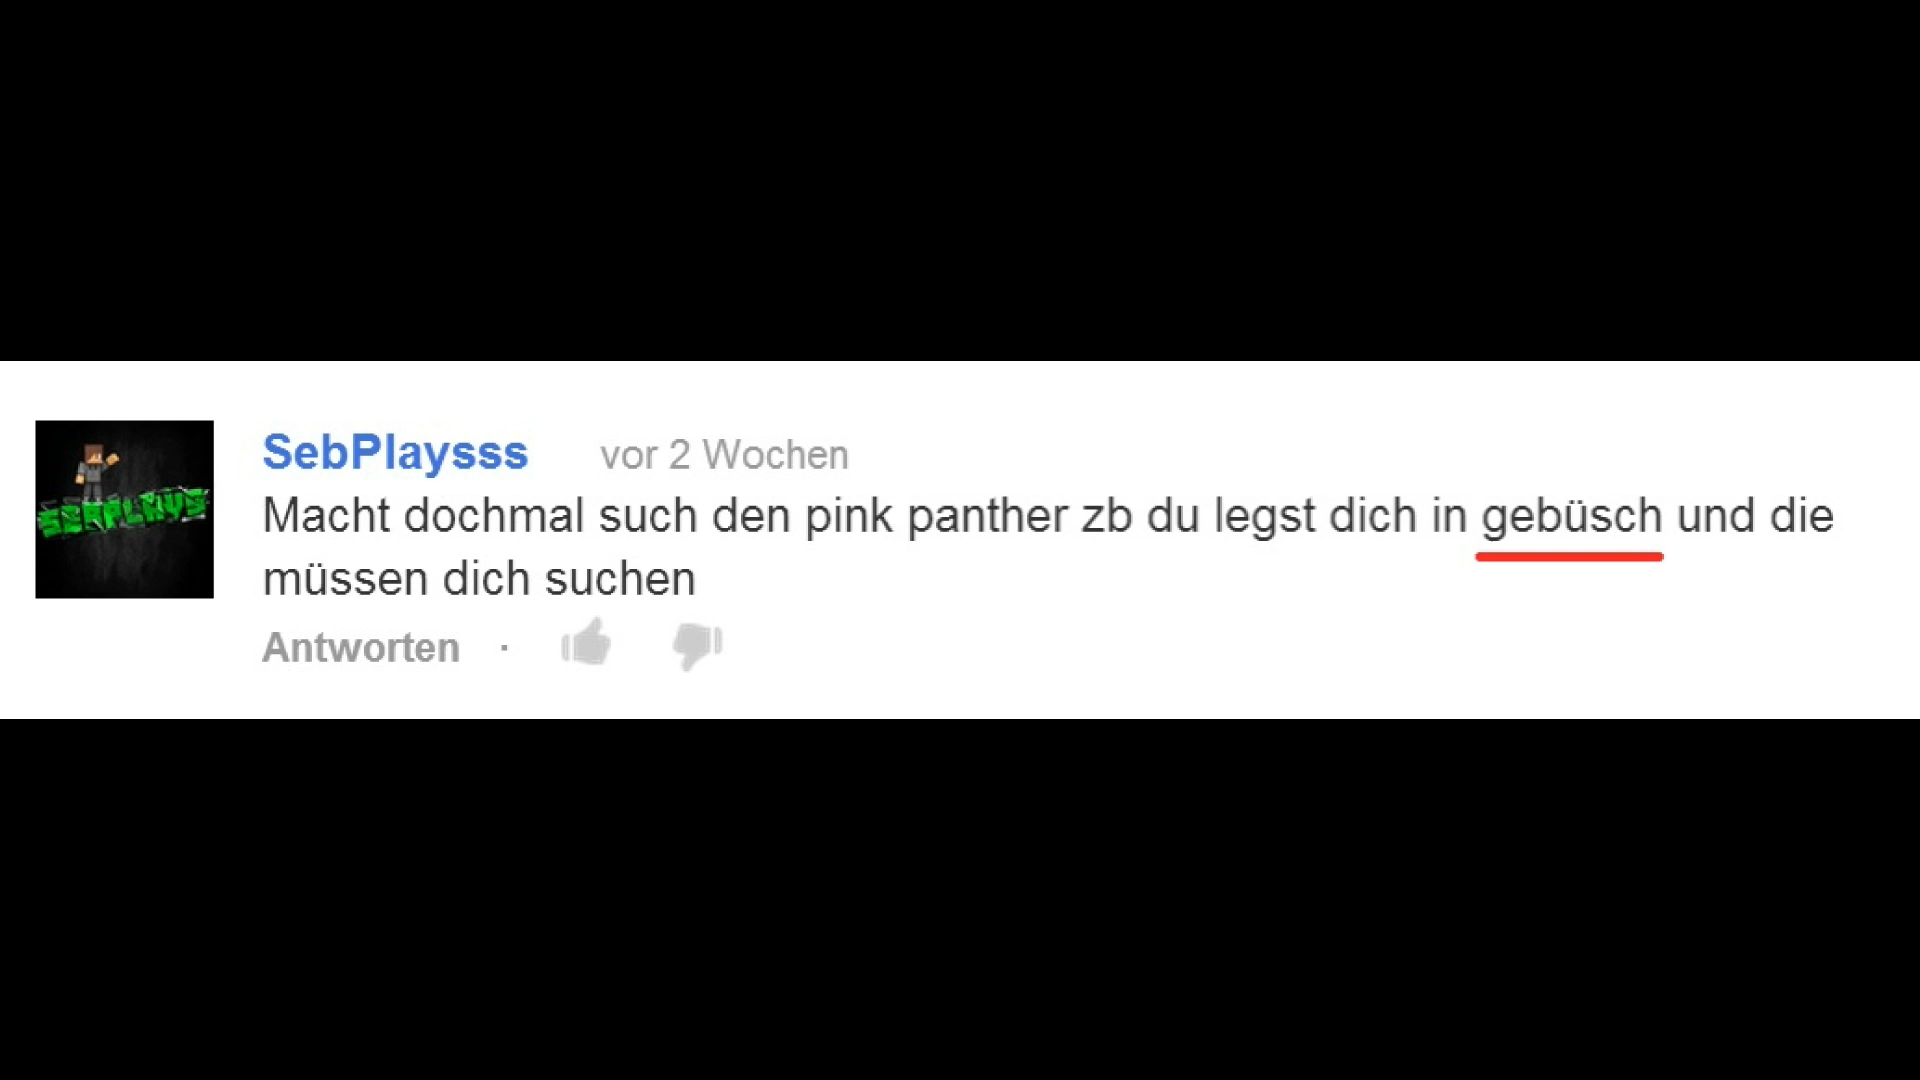 SEBPLAYS
SebPlaysss vor 2 Wochen
Macht dochmal such den pink panther zb du legst dich in gebüsch und die
müssen dich suchen
Antworten ·